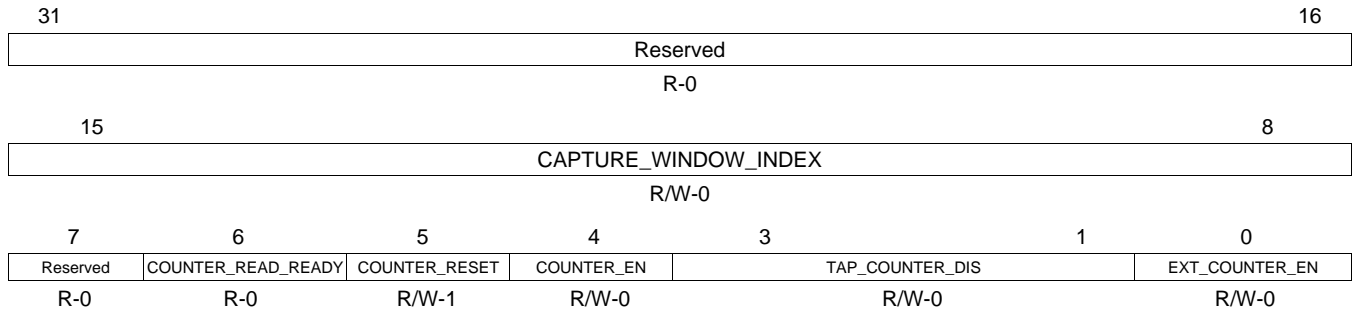 31 16
Reserved
R-0
15 8
CAPTURE_WINDOW_INDEX
R/W-0
7 6 5 4 3 1 0
Reserved COUNTER_READ_READY COUNTER_RESET COUNTER_EN TAP_COUNTER_DIS EXT_COUNTER_EN
R-0 R-0 R/W-1 R/W-0 R/W-0 R/W-0